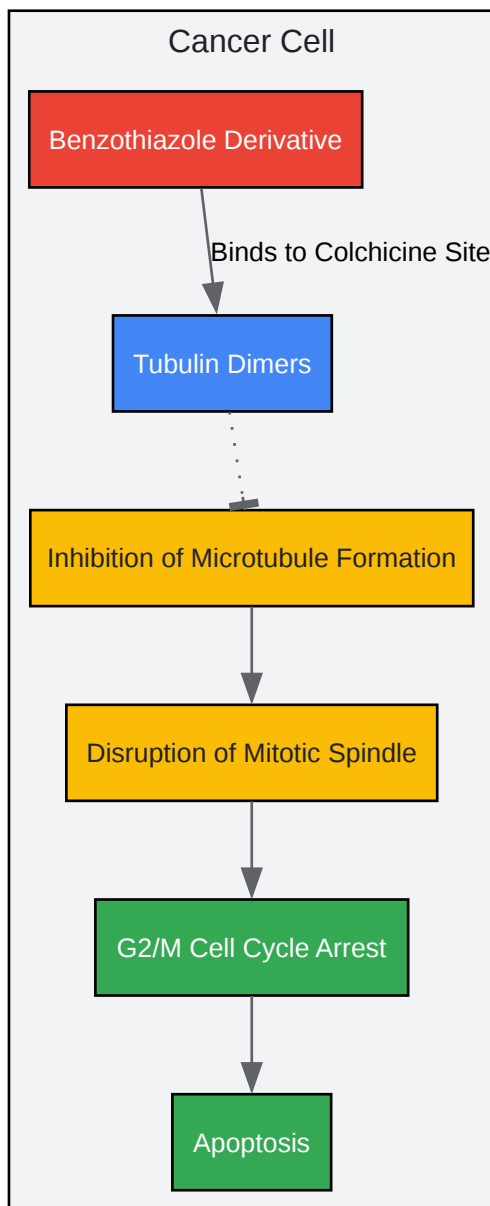 Cancer Cell
Benzothiazole Derivative
Binds to Colchicine Site
Tubulin Dimers
Inhibition of Microtubule Formation
Disruption of Mitotic Spindle
G2/M Cell Cycle Arrest
Apoptosis